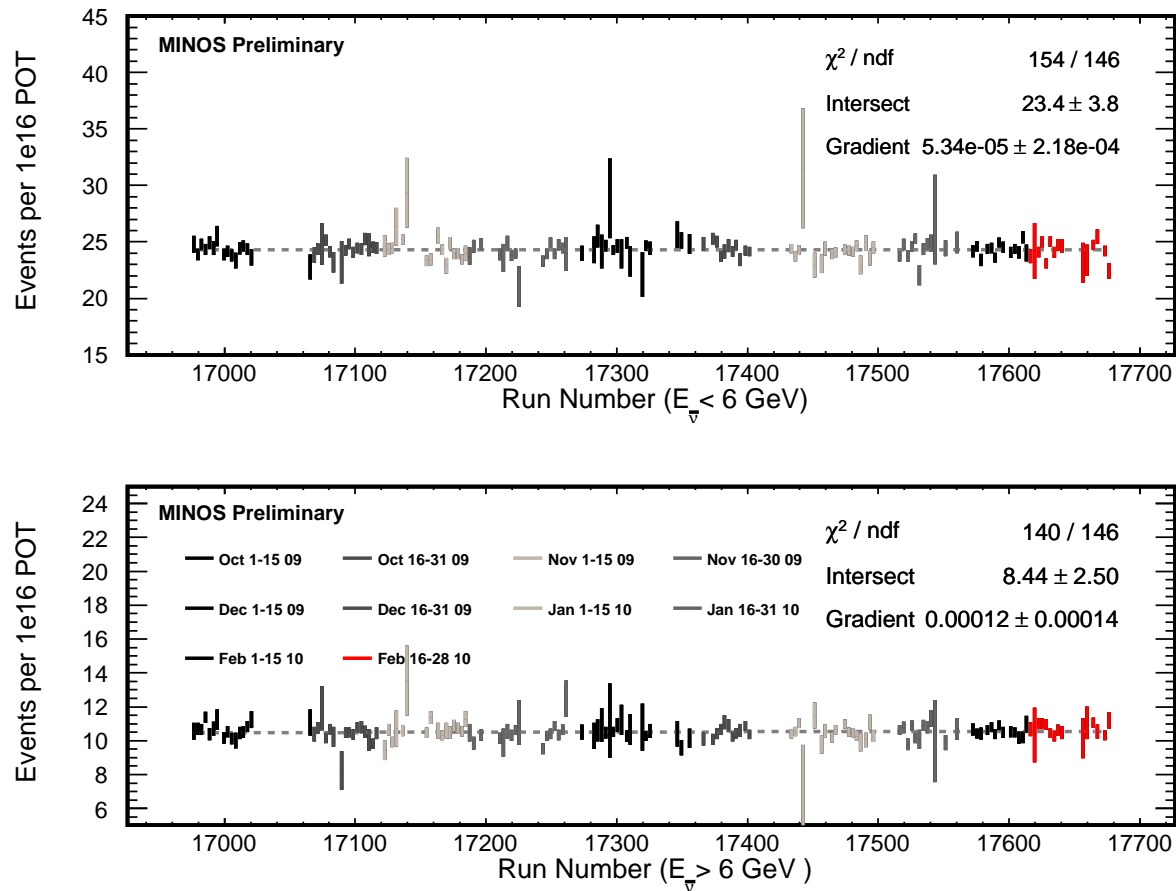 MINOS Preliminary
χ² / ndf 154 / 146
Intersect 23.4 ± 3.8
Gradient 5.34e-05 ± 2.18e-04
Events per 1e16 POT
45
40
35
30
25
20
15
17000 17100 17200 17300 17400 17500 17600 17700
Run Number (E_ν̅ < 6 GeV)
MINOS Preliminary
χ² / ndf 140 / 146
Intersect 8.44 ± 2.50
Gradient 0.00012 ± 0.00014
Oct 1-15 09 Oct 16-31 09 Nov 1-15 09 Nov 16-30 09
Dec 1-15 09 Dec 16-31 09 Jan 1-15 10 Jan 16-31 10
Feb 1-15 10 Feb 16-28 10
Events per 1e16 POT
24
22
20
18
16
14
12
10
8
6
17000 17100 17200 17300 17400 17500 17600 17700
Run Number (E_ν̅ > 6 GeV )